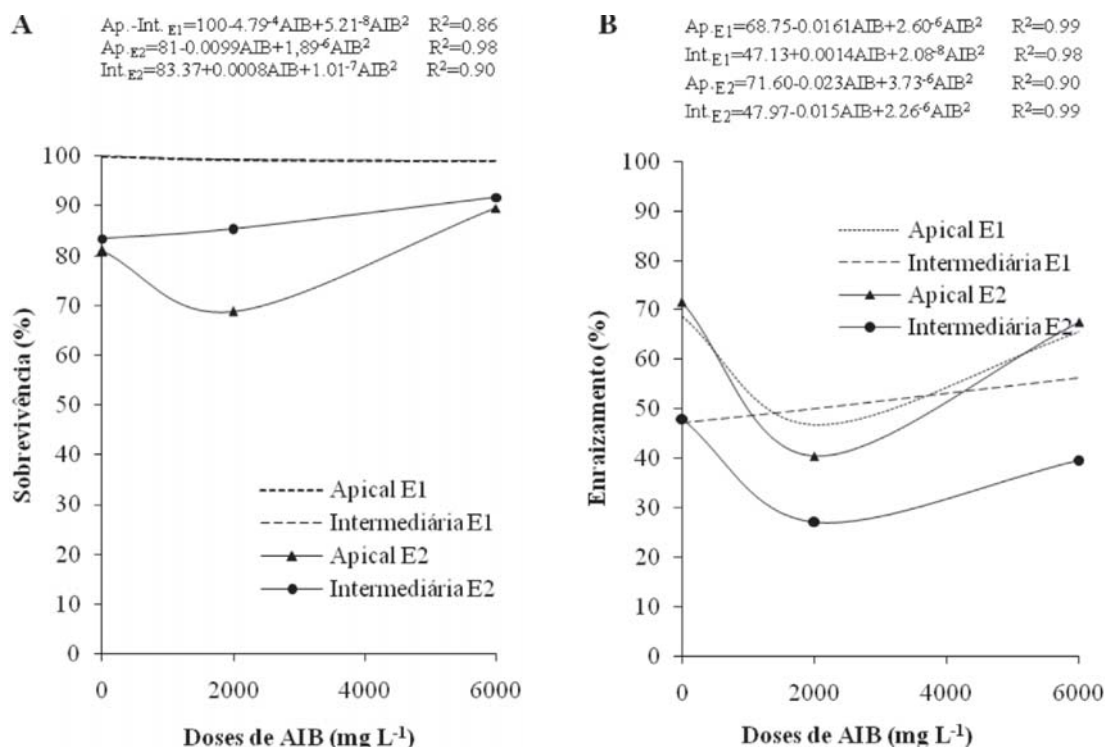 A
Ap.-Int.E1=100-4.79⁻⁴AIB+5.21⁻⁸AIB² R²=0.86
Ap.E2=81-0.0099AIB+1,89⁻⁶AIB² R²=0.98
Int.E2=83.37+0.0008AIB+1.01⁻⁷AIB² R²=0.90
Sobrevivência (%)
100
90
80
70
60
50
40
30
20
10
0
Apical E1
Intermediária E1
Apical E2
Intermediária E2
0 2000 4000 6000
Doses de AIB (mg L⁻¹)
B
Ap.E1=68.75-0.0161AIB+2.60⁻⁶AIB² R²=0.99
Int.E1=47.13+0.0014AIB+2.08⁻⁸AIB² R²=0.98
Ap.E2=71.60-0.023AIB+3.73⁻⁶AIB² R²=0.90
Int.E2=47.97-0.015AIB+2.26⁻⁶AIB² R²=0.99
Enraizamento (%)
100
90
80
70
60
50
40
30
20
10
0
Apical E1
Intermediária E1
Apical E2
Intermediária E2
0 2000 4000 6000
Doses de AIB (mg L⁻¹)